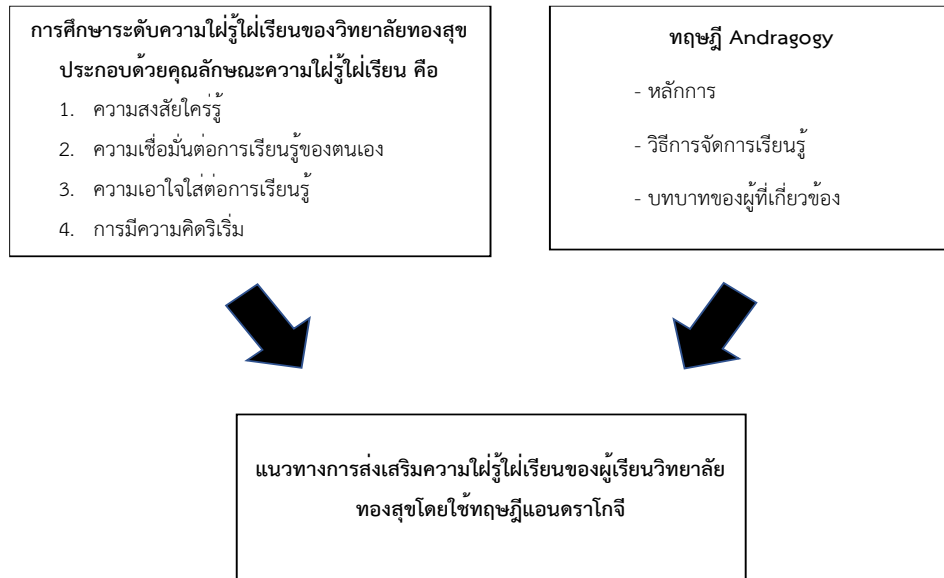 การศึกษาระดับความใฝ่รู้ใฝ่เรียนของวิทยาลัยทองสุข
ประกอบด้วยคุณลักษณะความใฝ่รู้ใฝ่เรียน คือ
1. ความสงสัยใคร่รู้
2. ความเชื่อมั่นต่อการเรียนรู้ของตนเอง
3. ความเอาใจใส่ต่อการเรียนรู้
4. การมีความคิดริเริ่ม
ทฤษฎี Andragogy
- หลักการ
- วิธีการจัดการเรียนรู้
- บทบาทของผู้ที่เกี่ยวข้อง
แนวทางการส่งเสริมความใฝ่รู้ใฝ่เรียนของผู้เรียนวิทยาลัย
ทองสุขโดยใช้ทฤษฎีแอนดราโกจี